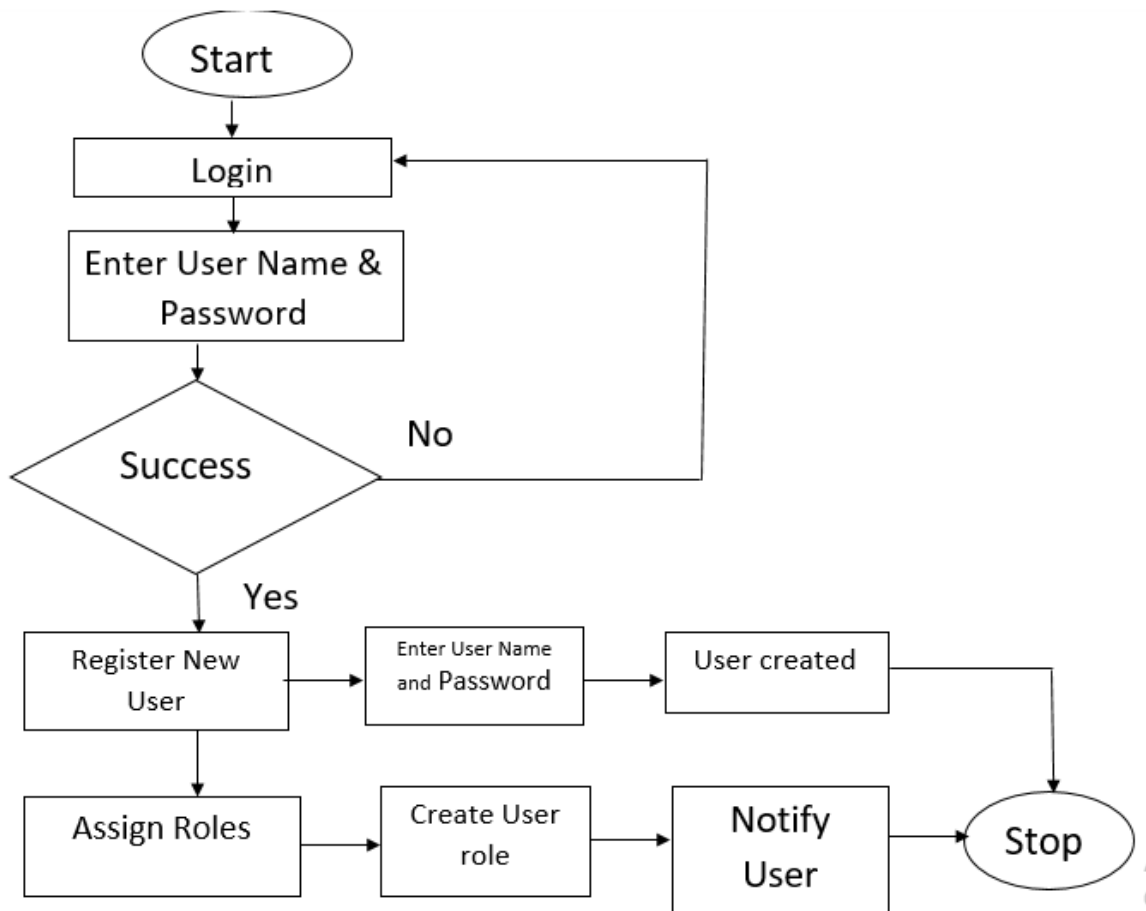 Start
Login
Enter User Name &
Password
Success
No
Yes
Register New
User
Enter User Name
and Password
User created
Assign Roles
Create User
role
Notify
User
Stop